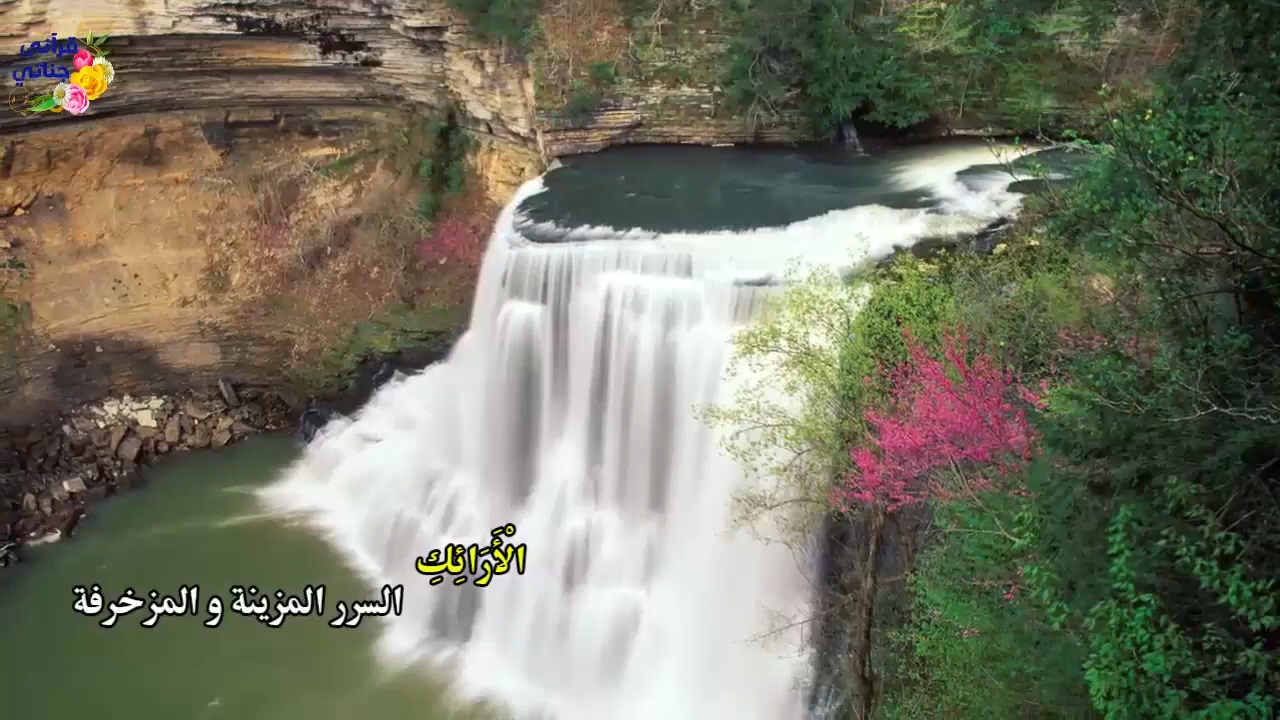 قرآني
جناني
الْأَرَائِكِ
السرر المزينة و المزخرفة